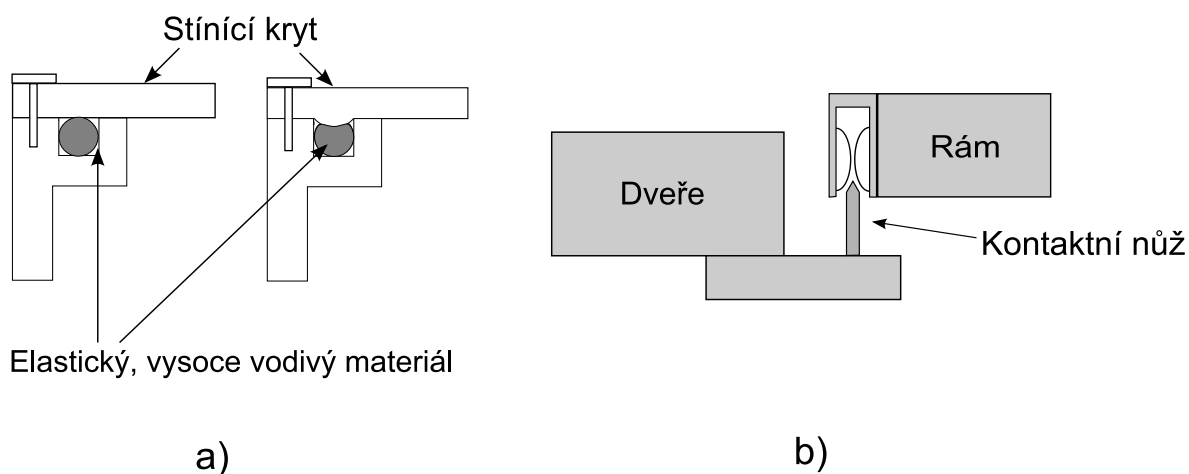 Stínící kryt
Elastický, vysoce vodivý materiál
a)
Dveře
Rám
Kontaktní nůž
b)